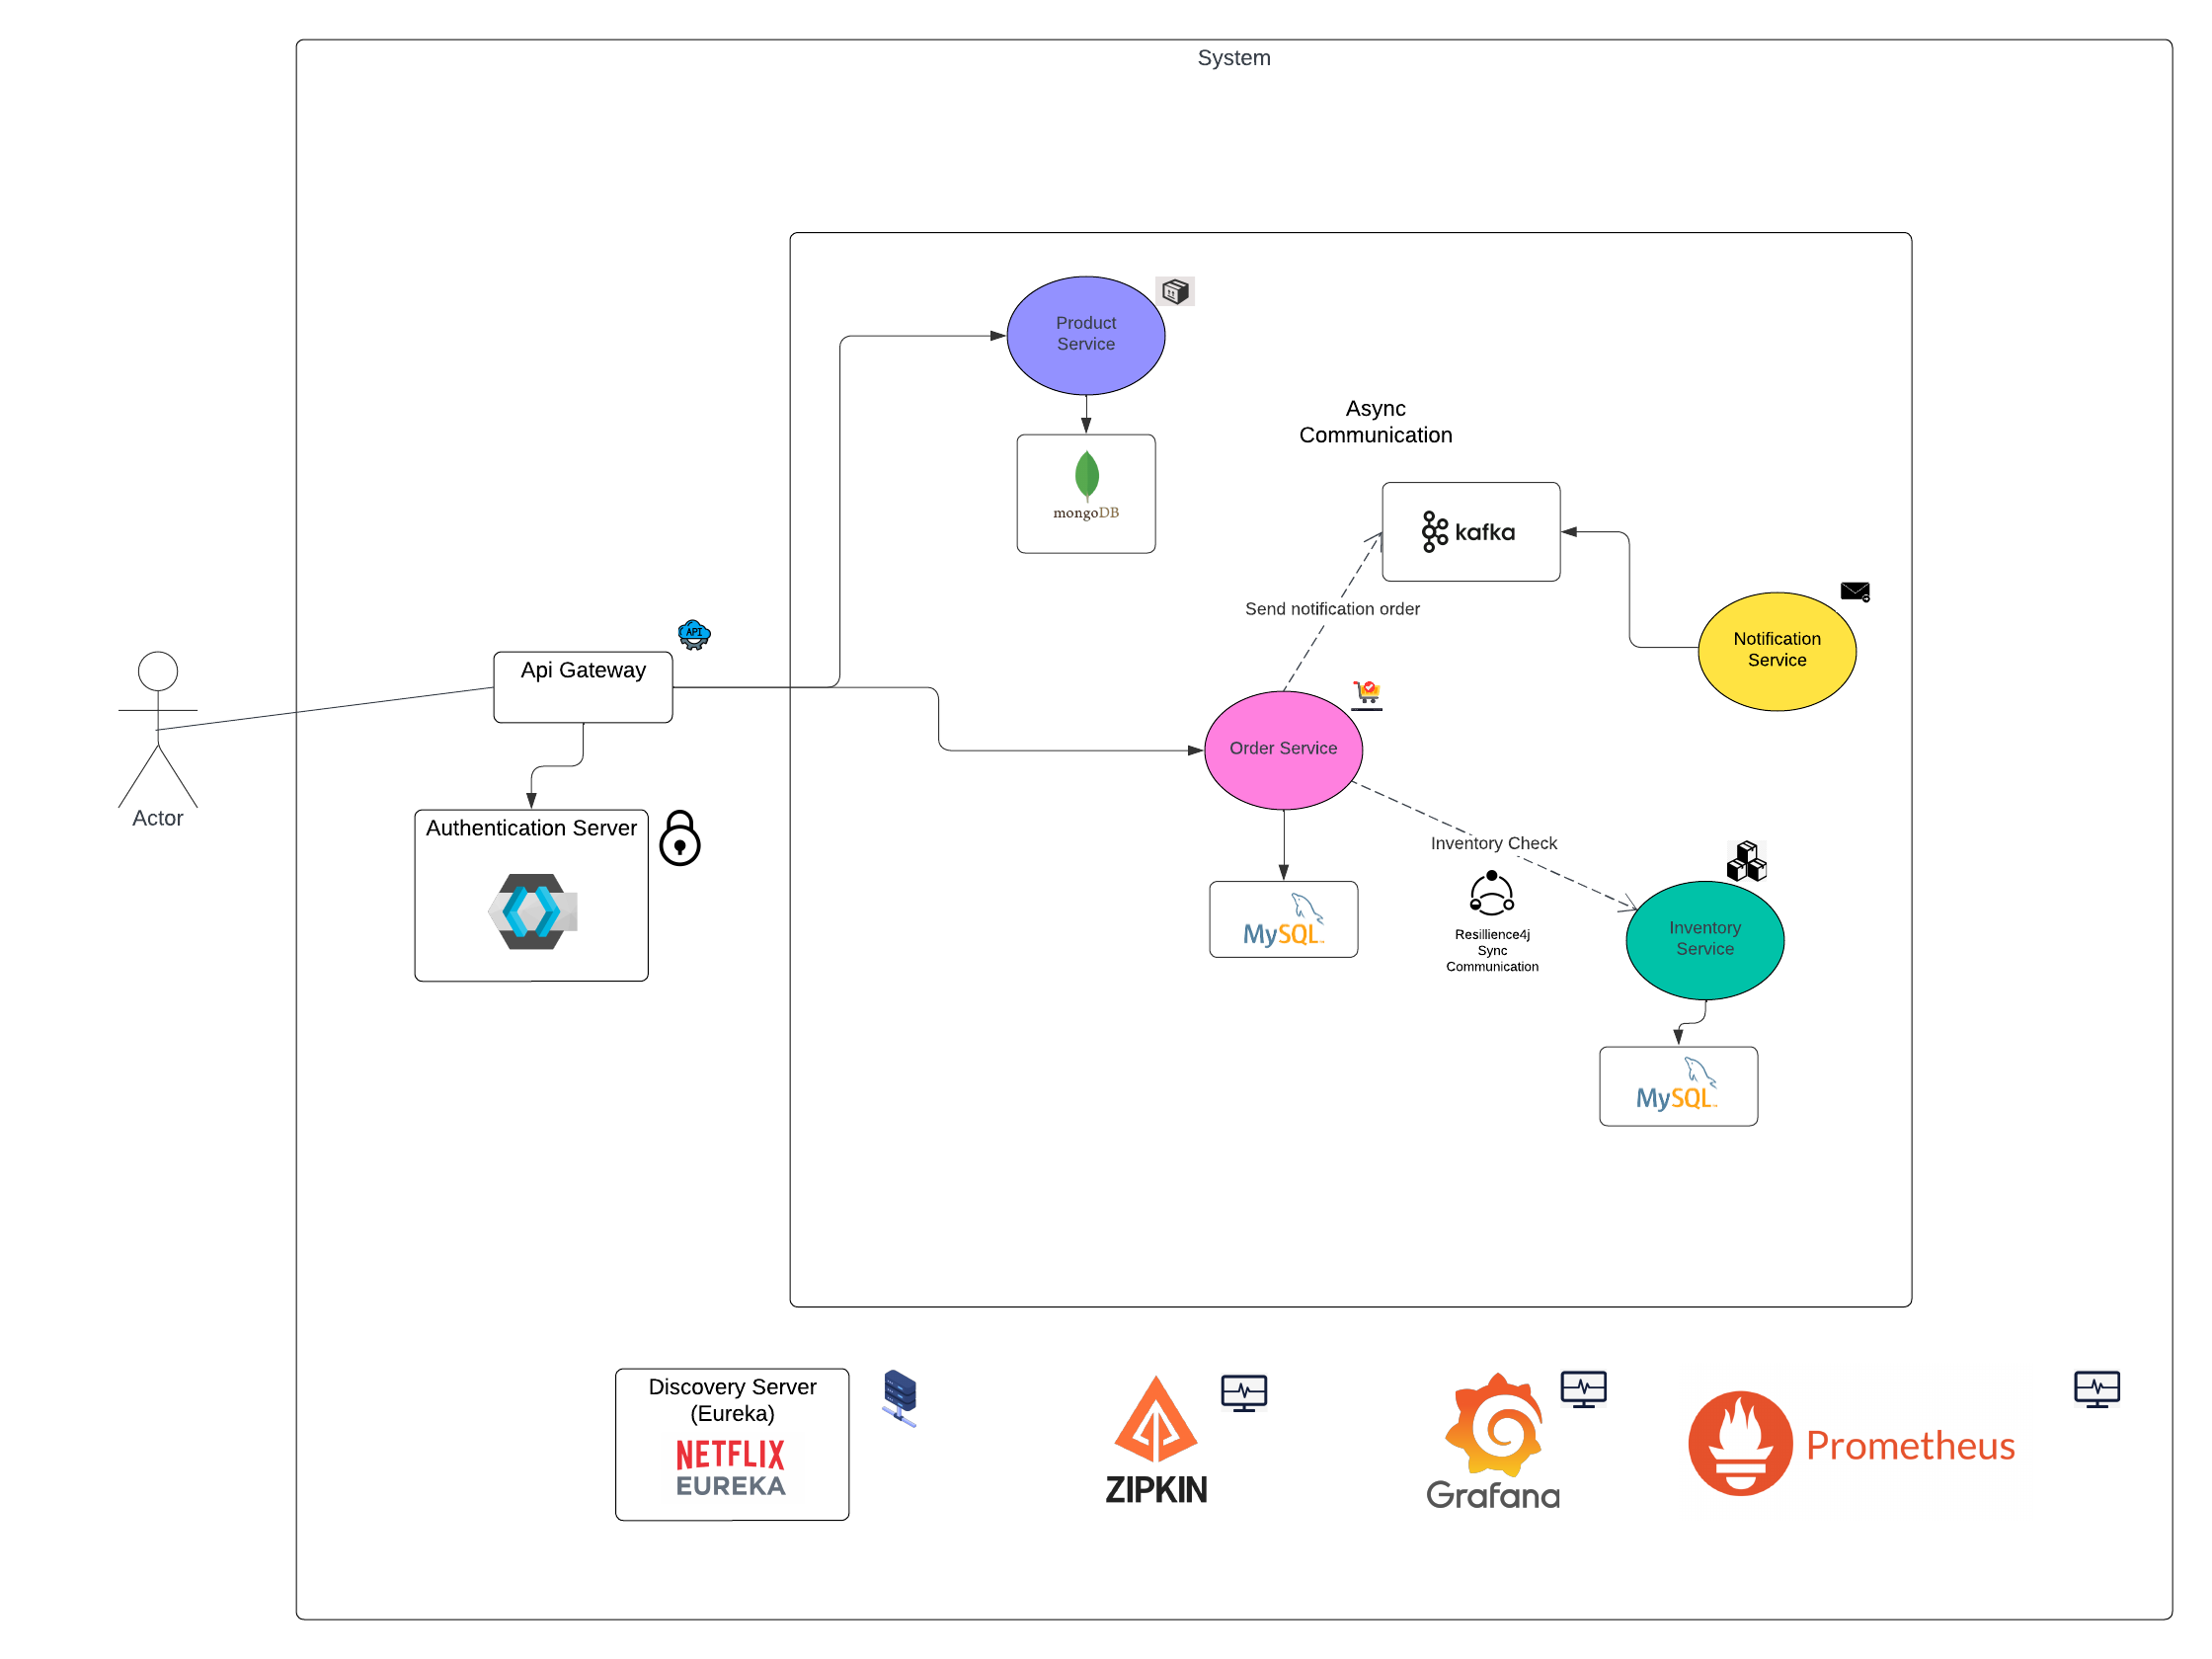 System
Product
Service
mongoDB
Async
Communication
kafka
Send notification order
Notification
Service
API
Api Gateway
Actor
Authentication Server
Order Service
MySQL
Inventory Check
Resillience4j
Sync
Communication
Inventory
Service
MySQL
Discovery Server
(Eureka)
NETFLIX
EUREKA
ZIPKIN
Grafana
Prometheus